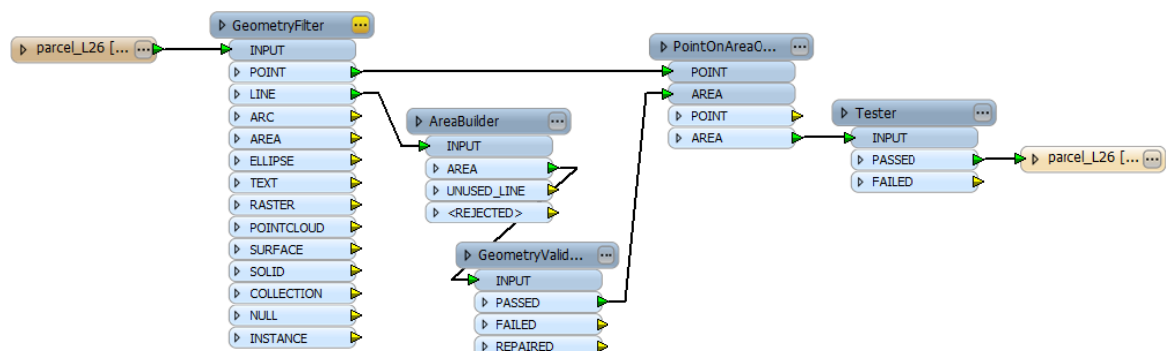 parcel_L26 [...
GeometryFilter
INPUT
POINT
LINE
ARC
AREA
ELLIPSE
TEXT
RASTER
POINTCLOUD
SURFACE
SOLID
COLLECTION
NULL
INSTANCE
AreaBuilder
INPUT
AREA
UNUSED_LINE
<REJECTED>
GeometryValid...
INPUT
PASSED
FAILED
REPAIRED
PointOnAreaO...
POINT
AREA
POINT
AREA
Tester
INPUT
PASSED
FAILED
parcel_L26 [...